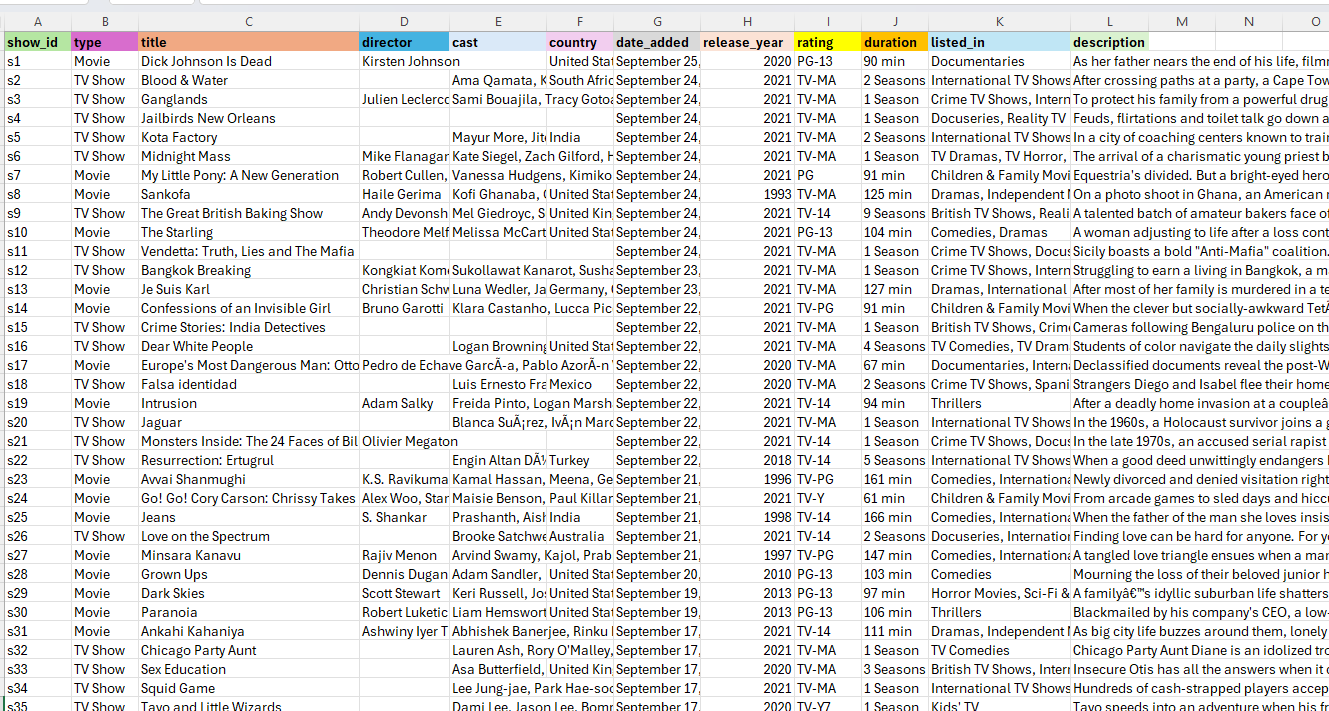 A B C D E F G H I J K L M N O
show_id type title director cast country date_added release_year rating duration listed_in description
s1 Movie Dick Johnson Is Dead Kirsten Johnson United Stat September 25, 2020 PG-13 90 min Documentaries As her father nears the end of his life, filmr
s2 TV Show Blood & Water Ama Qamata, K South Afric September 24, 2021 TV-MA 2 Seasons International TV Shows After crossing paths at a party, a Cape Tow
s3 TV Show Ganglands Julien Leclerc Sami Bouajila, Tracy Gotoa September 24, 2021 TV-MA 1 Season Crime TV Shows, Intern To protect his family from a powerful drug
s4 TV Show Jailbirds New Orleans September 24, 2021 TV-MA 1 Season Docuseries, Reality TV Feuds, flirtations and toilet talk go down a
s5 TV Show Kota Factory Mayur More, Jite India September 24, 2021 TV-MA 2 Seasons International TV Shows In a city of coaching centers known to train
s6 TV Show Midnight Mass Mike Flanagan Kate Siegel, Zach Gilford, H September 24, 2021 TV-MA 1 Season TV Dramas, TV Horror, The arrival of a charismatic young priest b
s7 Movie My Little Pony: A New Generation Robert Cullen, Vanessa Hudgens, Kimiko September 24, 2021 PG 91 min Children & Family Movi Equestria's divided. But a bright-eyed hero
s8 Movie Sankofa Haile Gerima Kofi Ghanaba, United Stat September 24, 1993 TV-MA 125 min Dramas, Independent M On a photo shoot in Ghana, an American
s9 TV Show The Great British Baking Show Andy Devonsh Mel Giedroyc, S United Kin September 24, 2021 TV-14 9 Seasons British TV Shows, Reali A talented batch of amateur bakers face of
s10 Movie The Starling Theodore Melf Melissa McCart United Stat September 24, 2021 PG-13 104 min Comedies, Dramas A woman adjusting to life after a loss cont
s11 TV Show Vendetta: Truth, Lies and The Mafia September 24, 2021 TV-MA 1 Season Crime TV Shows, Docus Sicily boasts a bold "Anti-Mafia" coalition.
s12 TV Show Bangkok Breaking Kongkiat Kome Sukollawat Kanarot, Susha September 23, 2021 TV-MA 1 Season Crime TV Shows, Intern Struggling to earn a living in Bangkok, a ma
s13 Movie Je Suis Karl Christian Schw Luna Wedler, Ja Germany, September 23, 2021 TV-MA 127 min Dramas, International After most of her family is murdered in a te
s14 Movie Confessions of an Invisible Girl Bruno Garotti Klara Castanho, Lucca Pic September 22, 2021 TV-PG 91 min Children & Family Movi When the clever but socially-awkward TetÃ
s15 TV Show Crime Stories: India Detectives September 22, 2021 TV-MA 1 Season British TV Shows, Crim Cameras following Bengaluru police on th
s16 TV Show Dear White People Logan Browning United Stat September 22, 2021 TV-MA 4 Seasons TV Comedies, TV Dram Students of color navigate the daily slights
s17 Movie Europe's Most Dangerous Man: Otto Pedro de Echave GarcÃ-a, Pablo AzorÃ-n W September 22, 2020 TV-MA 67 min Documentaries, Interna Declassified documents reveal the post-W
s18 TV Show Falsa identidad Luis Ernesto Fra Mexico September 22, 2020 TV-MA 2 Seasons Crime TV Shows, Spani Strangers Diego and Isabel flee their home
s19 Movie Intrusion Adam Salky Freida Pinto, Logan Marsh September 22, 2021 TV-14 94 min Thrillers After a deadly home invasion at a coupleâ
s20 TV Show Jaguar Blanca SuÃ¡rez, IvÃ¡n Marc September 22, 2021 TV-MA 1 Season International TV Shows In the 1960s, a Holocaust survivor joins a g
s21 TV Show Monsters Inside: The 24 Faces of Bil Olivier Megaton September 22, 2021 TV-14 1 Season Crime TV Shows, Docus In the late 1970s, an accused serial rapist
s22 TV Show Resurrection: Ertugrul Engin Altan DÃ¼ Turkey September 22, 2018 TV-14 5 Seasons International TV Shows When a good deed unwittingly endangers
s23 Movie Avvai Shanmughi K.S. Ravikuma Kamal Hassan, Meena, Ge September 21, 1996 TV-PG 161 min Comedies, Internationa Newly divorced and denied visitation right
s24 Movie Go! Go! Cory Carson: Chrissy Takes Alex Woo, Stan Maisie Benson, Paul Killar September 21, 2021 TV-Y 61 min Children & Family Movi From arcade games to sled days and hiccu
s25 Movie Jeans S. Shankar Prashanth, Aish India September 21, 1998 TV-14 166 min Comedies, Internationa When the father of the man she loves insis
s26 TV Show Love on the Spectrum Brooke Satchwe Australia September 21, 2021 TV-14 2 Seasons Docuseries, Internatio Finding love can be hard for anyone. For yo
s27 Movie Minsara Kanavu Rajiv Menon Arvind Swamy, Kajol, Prab September 21, 1997 TV-PG 147 min Comedies, Internationa A tangled love triangle ensues when a man
s28 Movie Grown Ups Dennis Dugan Adam Sandler, United Stat September 20, 2010 PG-13 103 min Comedies Mourning the loss of their beloved junior h
s29 Movie Dark Skies Scott Stewart Keri Russell, Jos United Stat September 19, 2013 PG-13 97 min Horror Movies, Sci-Fi & A familyâ€™s idyllic suburban life shatters
s30 Movie Paranoia Robert Luketic Liam Hemswort United Stat September 19, 2013 PG-13 106 min Thrillers Blackmailed by his company's CEO, a low-
s31 Movie Ankahi Kahaniya Ashwiny Iyer T Abhishek Banerjee, Rinku September 17, 2021 TV-14 111 min Dramas, Independent M As big city life buzzes around them, lonely
s32 TV Show Chicago Party Aunt Lauren Ash, Rory O'Malley, September 17, 2021 TV-MA 1 Season TV Comedies Chicago Party Aunt Diane is an idolized tro
s33 TV Show Sex Education Asa Butterfield, United Kin September 17, 2020 TV-MA 3 Seasons British TV Shows, Intern Insecure Otis has all the answers when it c
s34 TV Show Squid Game Lee Jung-jae, Park Hae-soo September 17, 2021 TV-MA 1 Season International TV Shows Hundreds of cash-strapped players accep
s35 TV Show Tayo and Little Wizards Dami Lee, Jason Lee, Bomm September 17, 2020 TV-Y7 1 Season Kids' TV Tayo speeds into an adventure when his fr